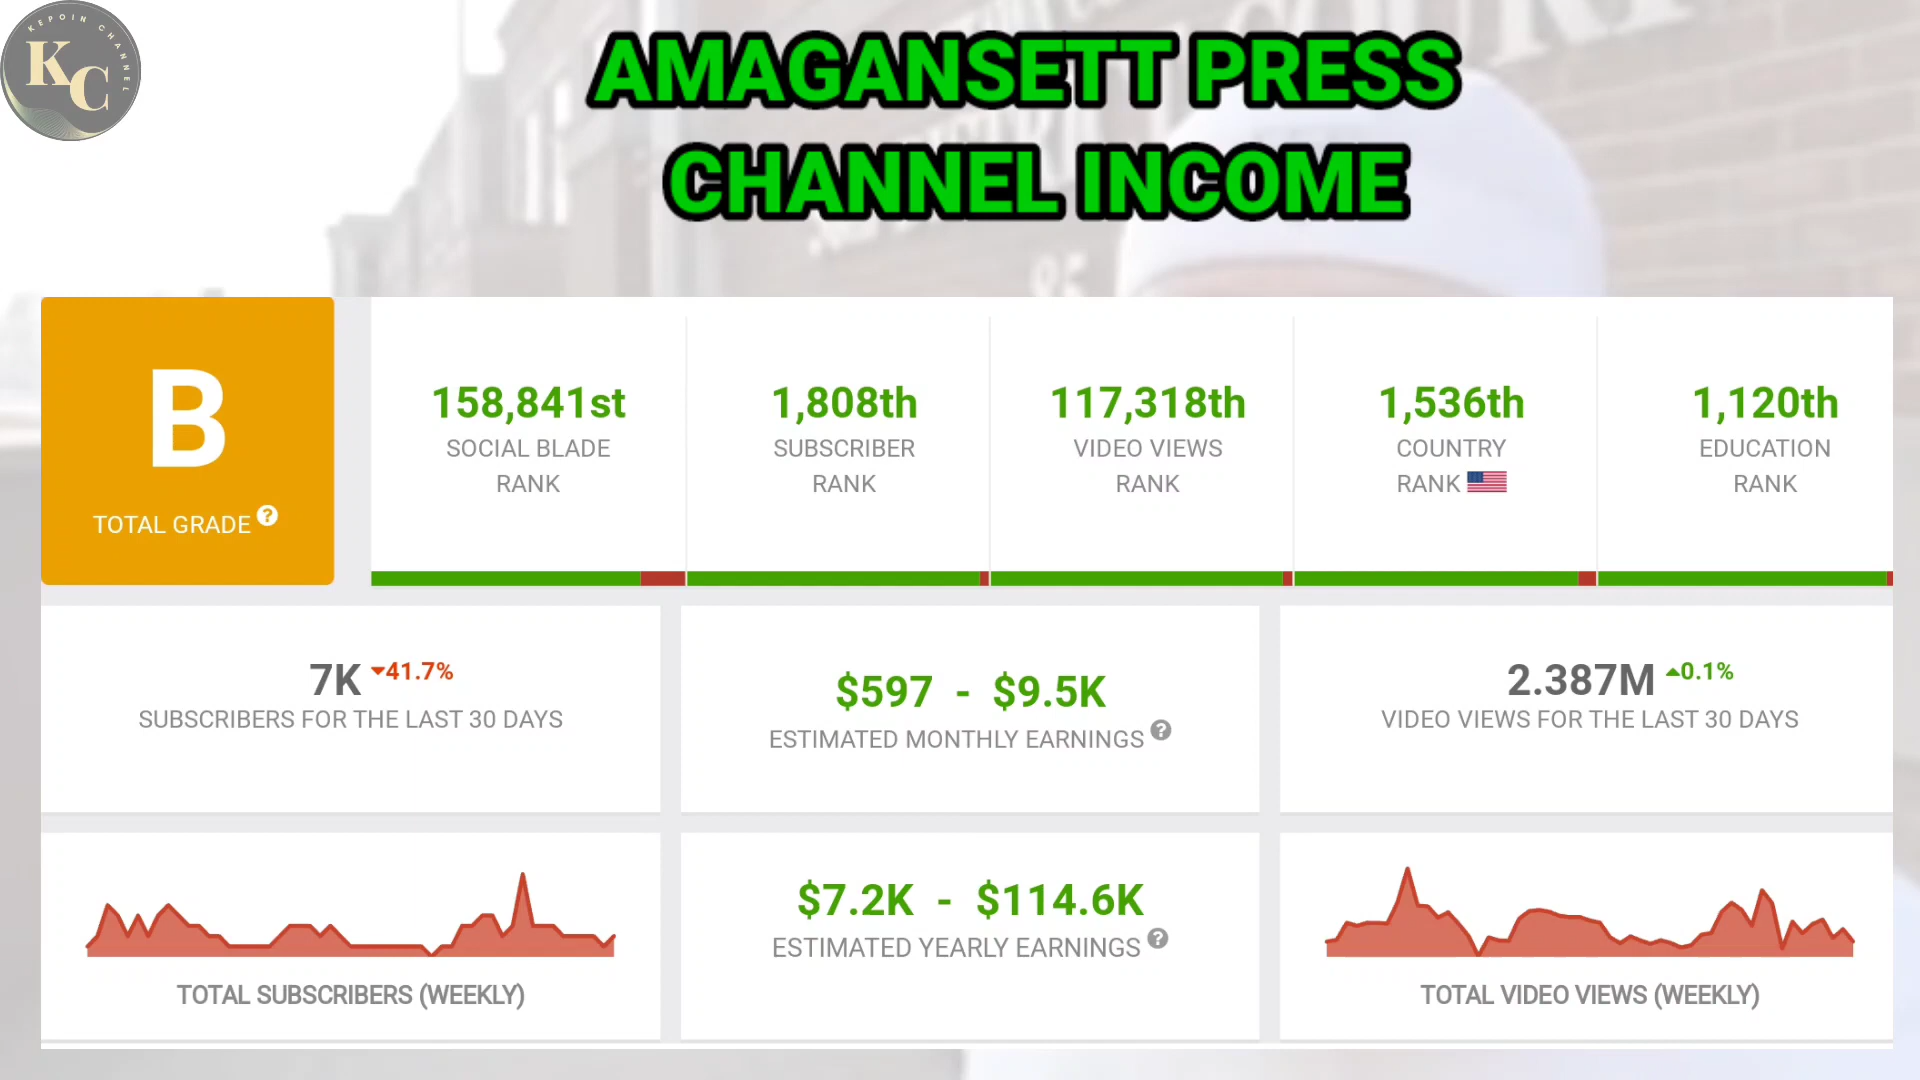 KEPOIN CHANNEL
KC
AMAGANSETT PRESS
CHANNEL INCOME
95
B
TOTAL GRADE ?
158,841st
SOCIAL BLADE
RANK
1,808th
SUBSCRIBER
RANK
117,318th
VIDEO VIEWS
RANK
1,536th
COUNTRY
RANK
1,120th
EDUCATION
RANK
7K 41.7%
SUBSCRIBERS FOR THE LAST 30 DAYS
$597 - $9.5K
ESTIMATED MONTHLY EARNINGS ?
2.387M 0.1%
VIDEO VIEWS FOR THE LAST 30 DAYS
TOTAL SUBSCRIBERS (WEEKLY)
$7.2K - $114.6K
ESTIMATED YEARLY EARNINGS ?
TOTAL VIDEO VIEWS (WEEKLY)